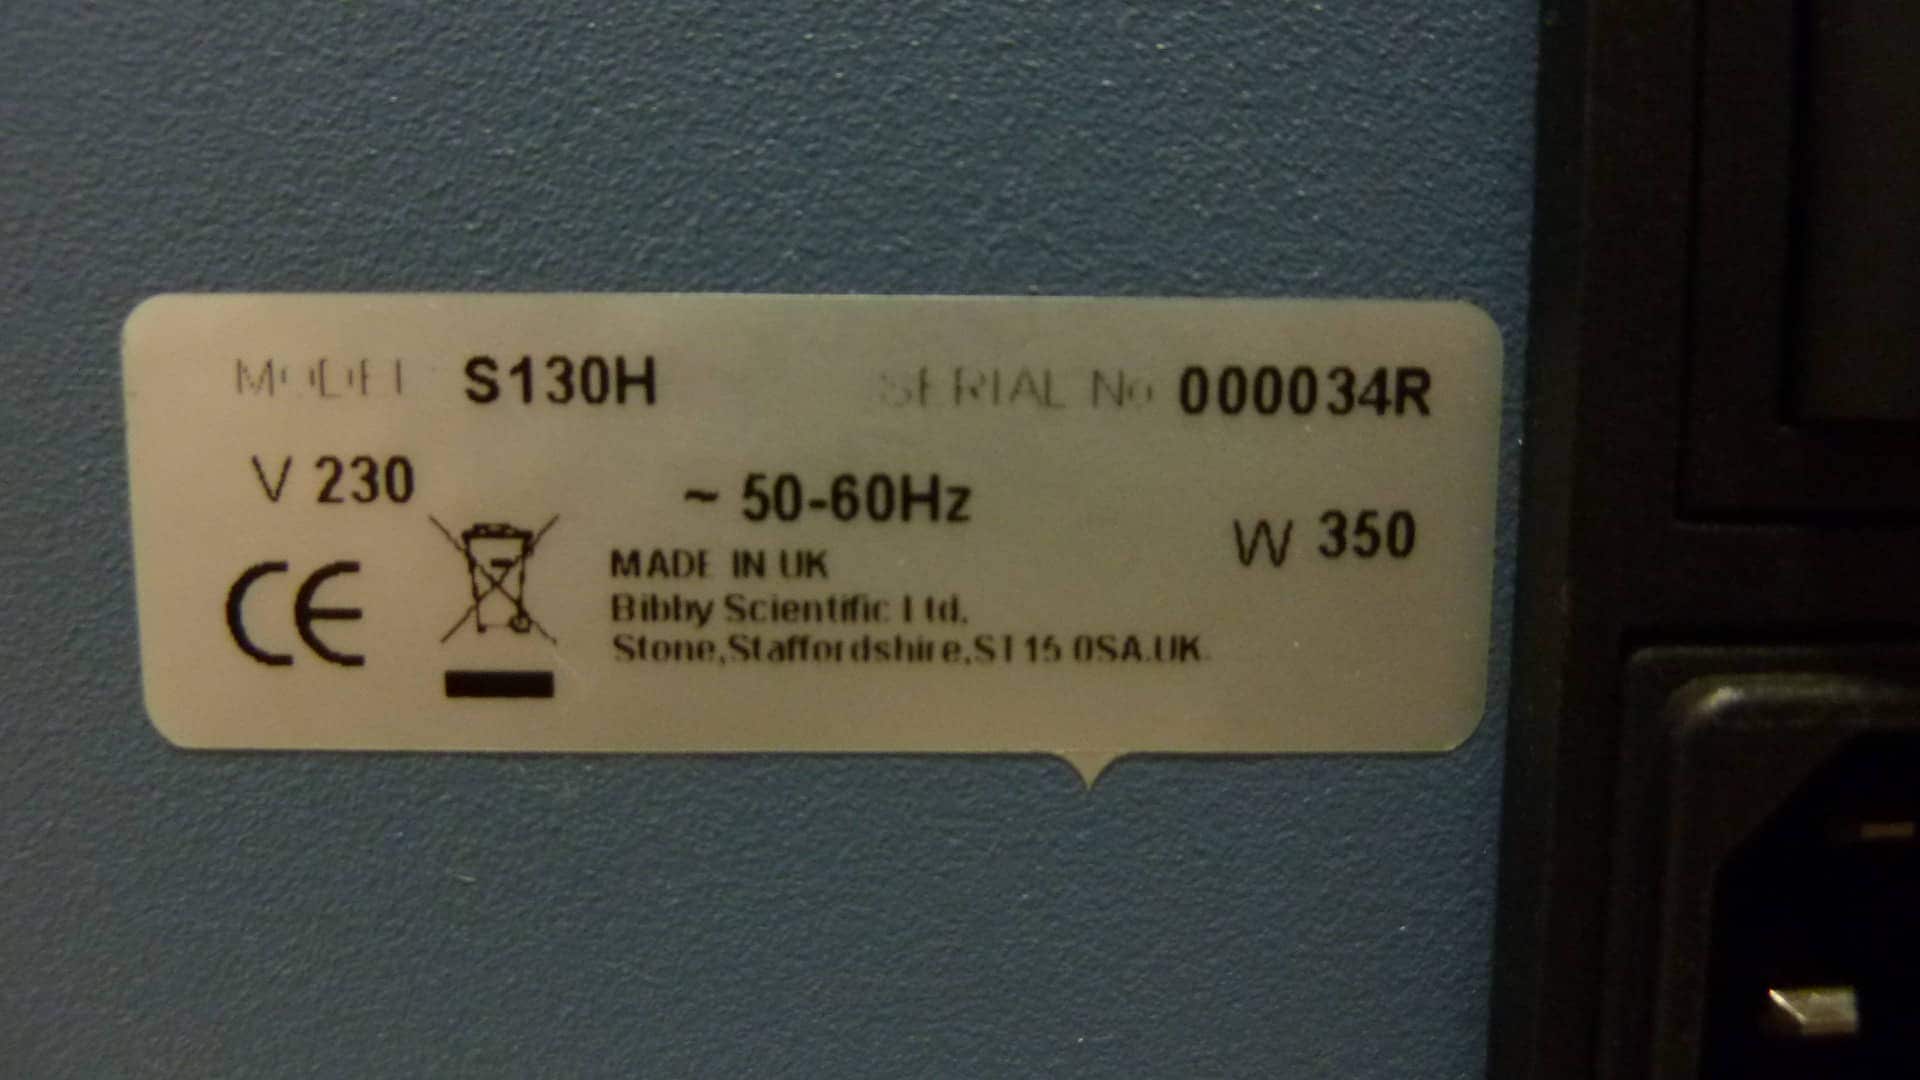 MODEL S130H SERIAL No 000034R
V 230 ~ 50-60Hz W 350
CE
MADE IN UK
Bibby Scientific Ltd.
Stone,Staffordshire,ST15 0SA.UK.